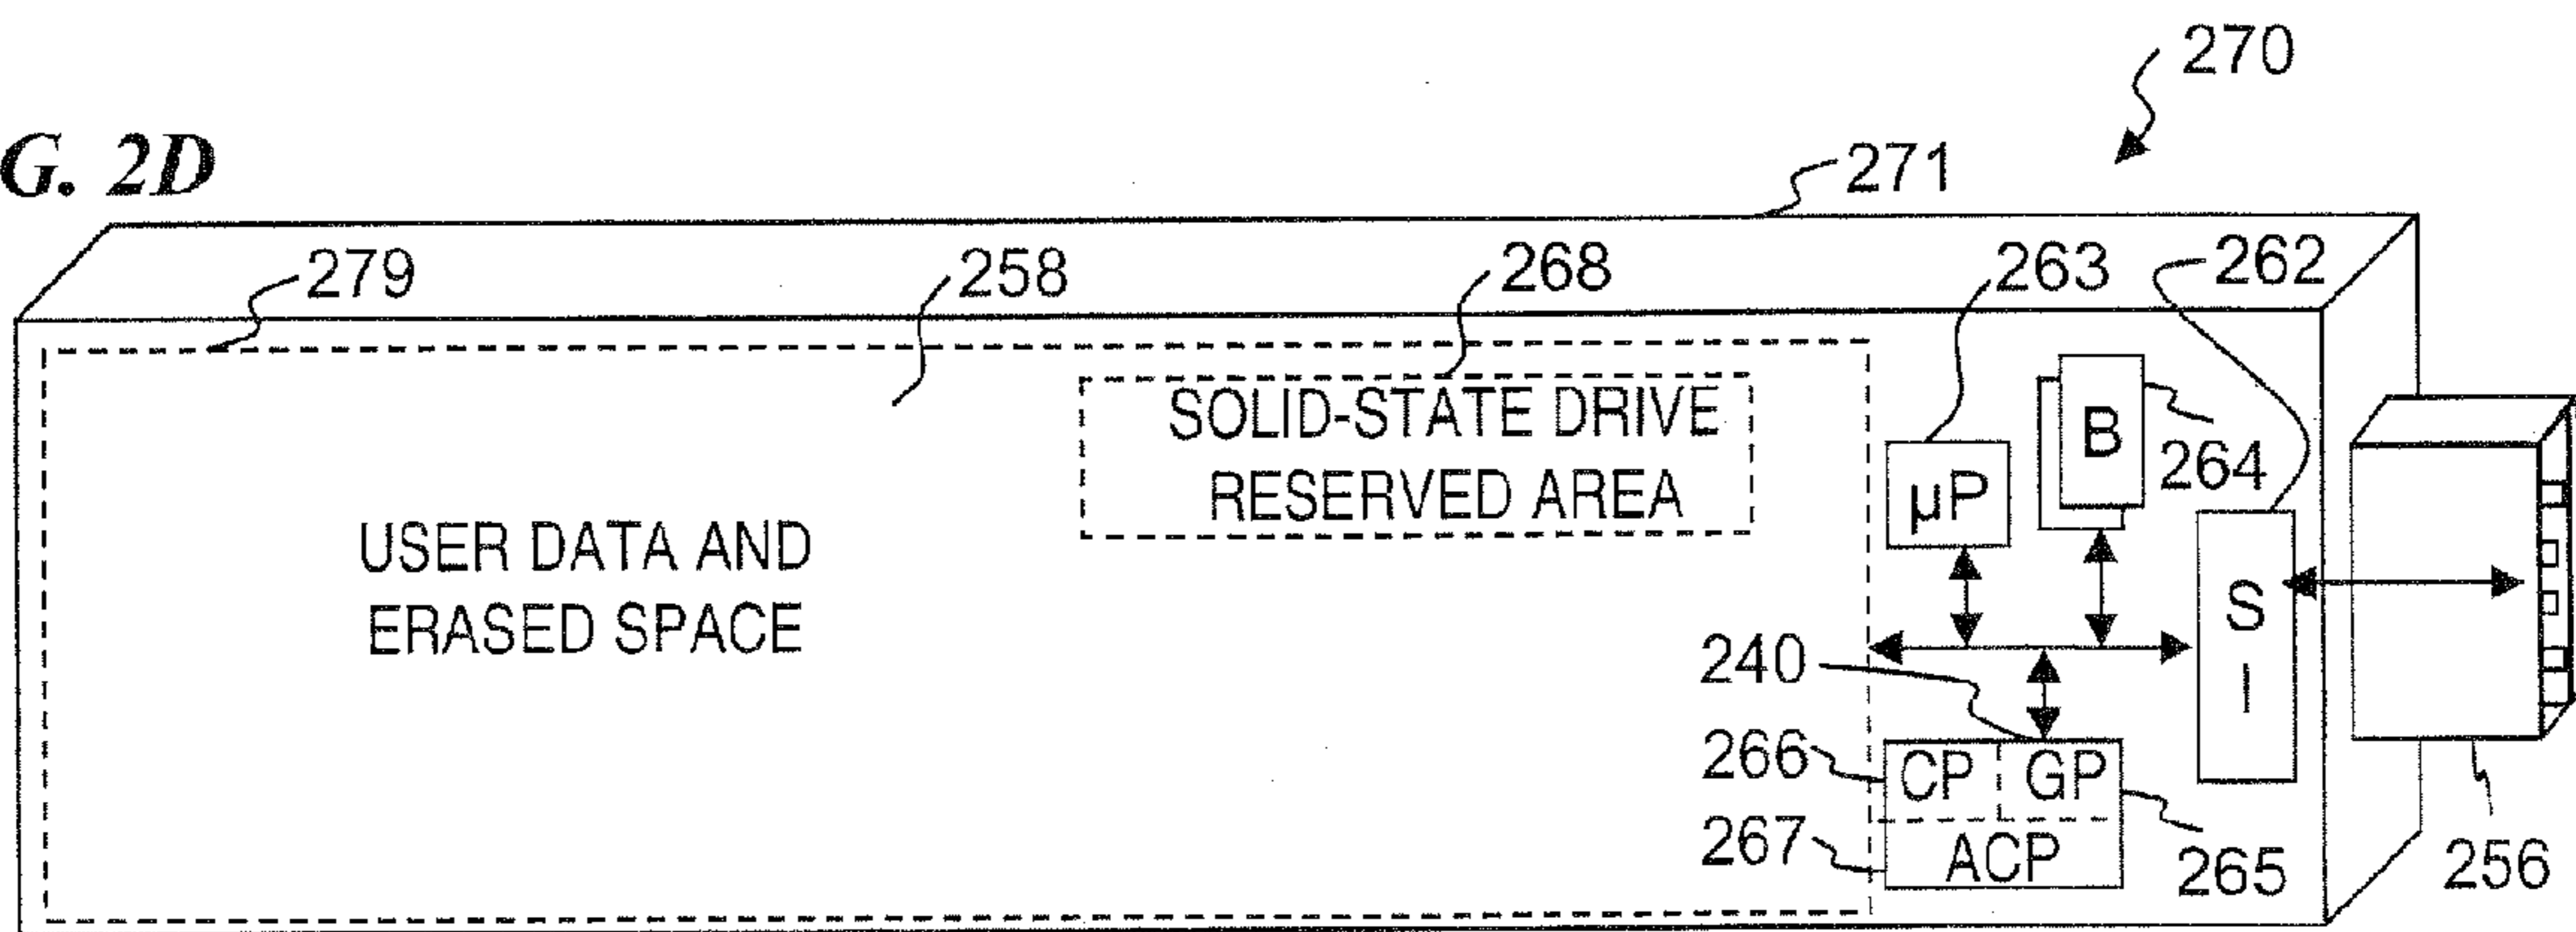 270
G. 2D
271
279
258
268
263
262
SOLID-STATE DRIVE
RESERVED AREA
B
264
μP
USER DATA AND
ERASED SPACE
S
I
240
266
CP
GP
267
ACP
265
256